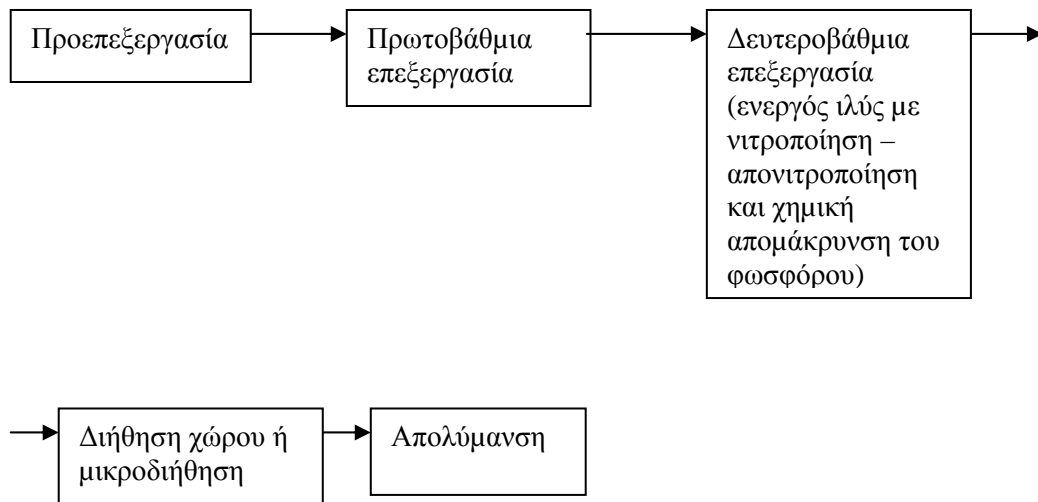 Προεπεξεργασία
Πρωτοβάθμια
επεξεργασία
Δευτεροβάθμια
επεξεργασία
(ενεργός ιλύς με
νιτροποίηση –
απονιτροποίηση
και χημική
απομάκρυνση του
φωσφόρου)
Διήθηση χώρου ή
μικροδιήθηση
Απολύμανση